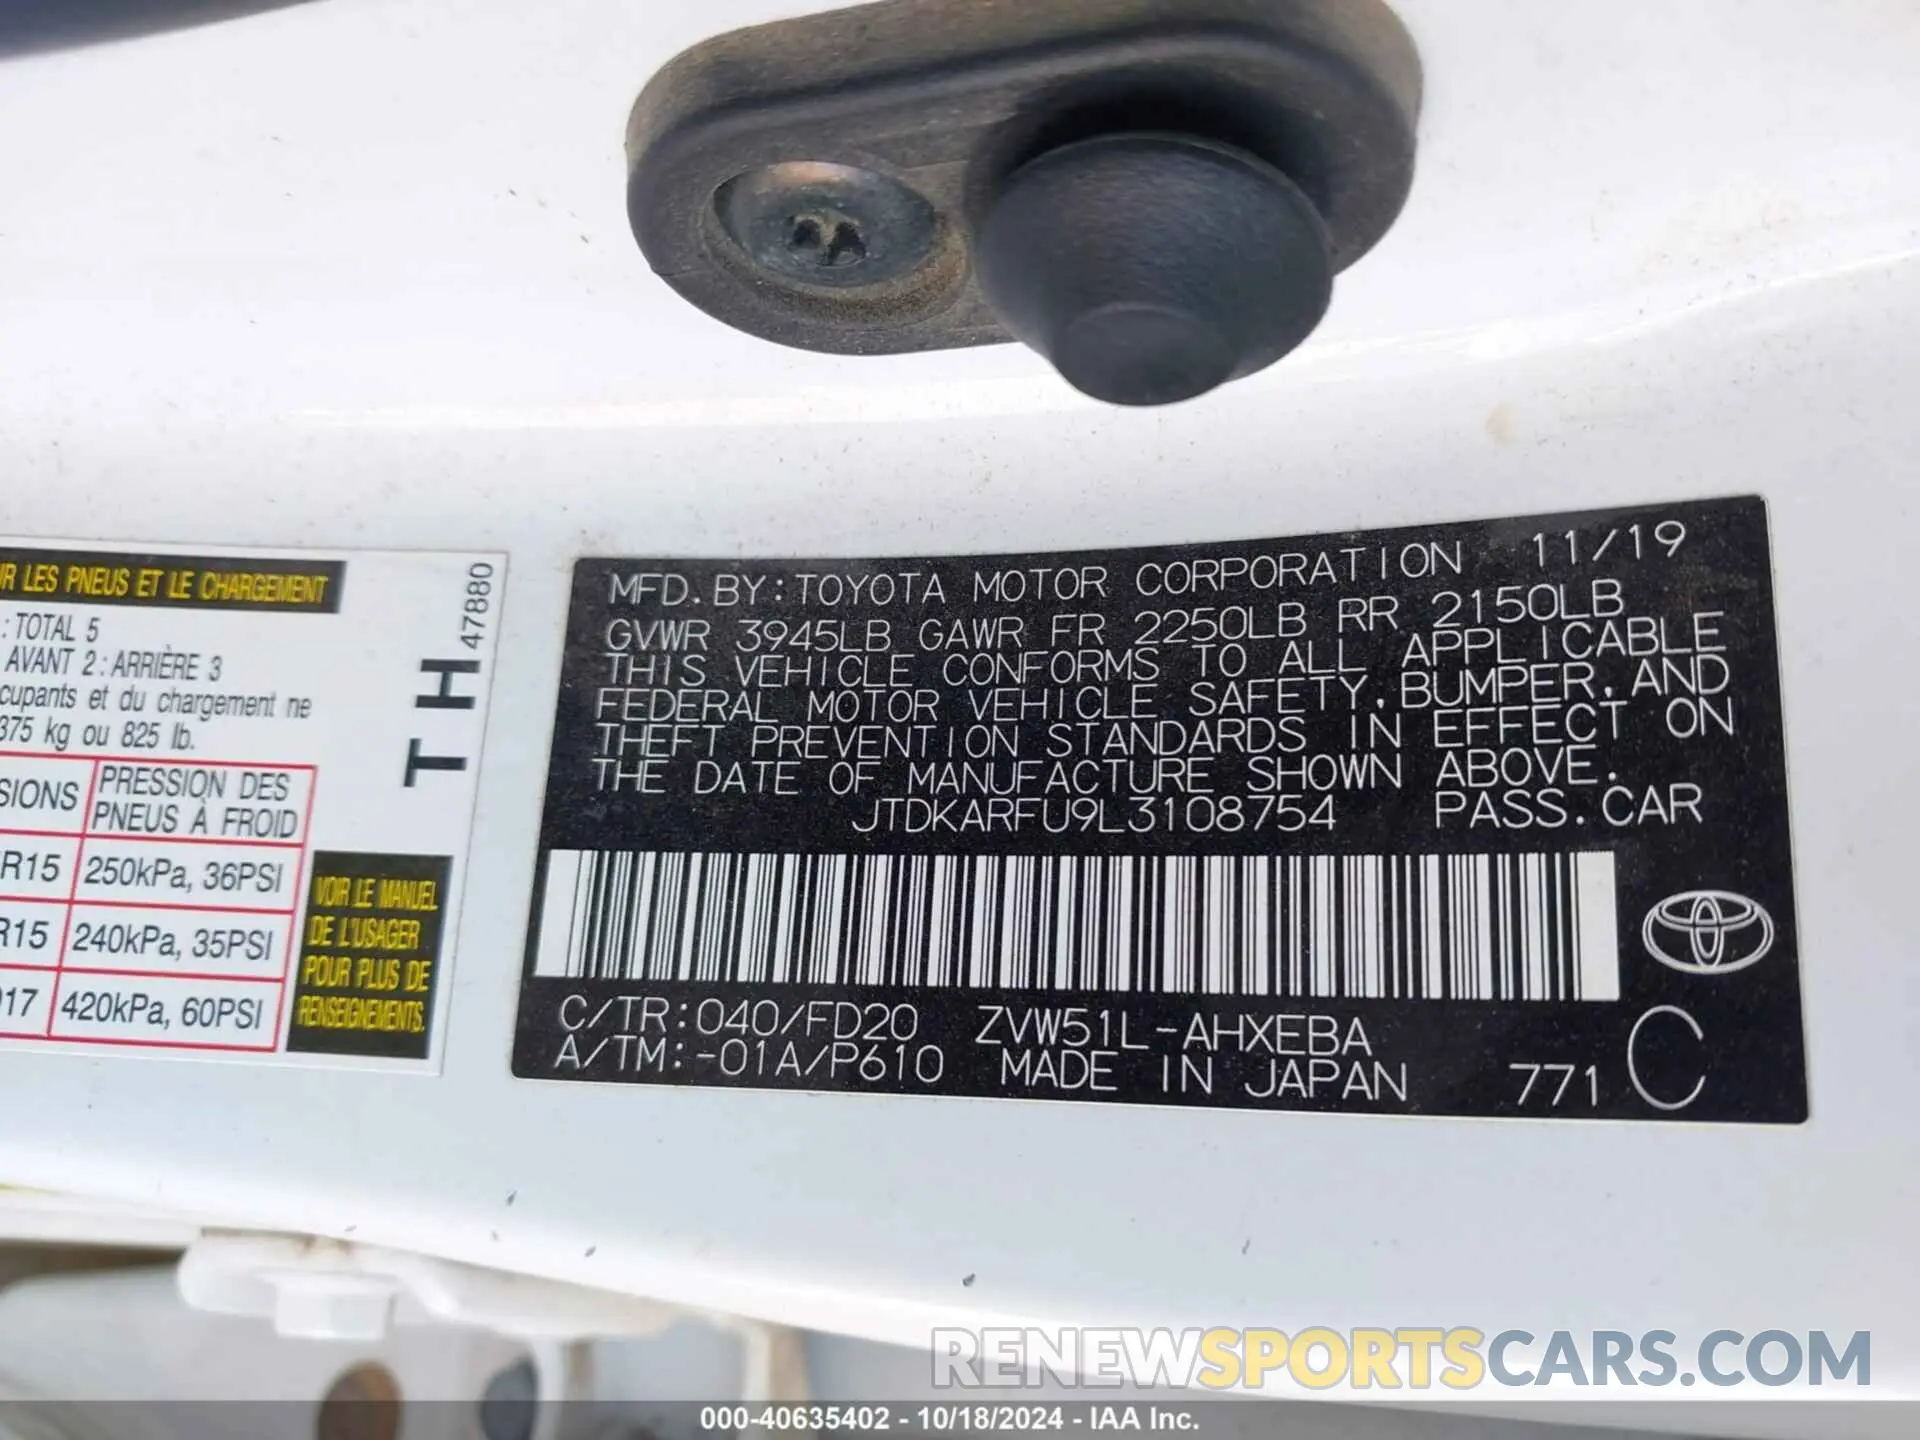 R LES PNEUS ET LE CHARGEMENT
: TOTAL 5
AVANT 2 : ARRIÈRE 3
cupants et du chargement ne
375 kg ou 825 lb.
SIONS PRESSION DES
PNEUS À FROID
R15 250kPa, 36PSI
R15 240kPa, 35PSI
17 420kPa, 60PSI
VOIR LE MANUEL
DE L'USAGER
POUR PLUS DE
RENSEIGNEMENTS.
TH 47880
MFD. BY: TOYOTA MOTOR CORPORATION 11/19
GVWR 3945LB GAWR FR 2250LB RR 2150LB
THIS VEHICLE CONFORMS TO ALL APPLICABLE
FEDERAL MOTOR VEHICLE SAFETY, BUMPER, AND
THEFT PREVENTION STANDARDS IN EFFECT ON
THE DATE OF MANUFACTURE SHOWN ABOVE.
JTDKARFU9L3108754 PASS. CAR
C/TR: 040/FD20 ZVW51L-AHXEBA
A/TM: -01A/P610 MADE IN JAPAN 771 C
RENEWSPORTSCARS.COM
000-40635402 - 10/18/2024 - IAA Inc.